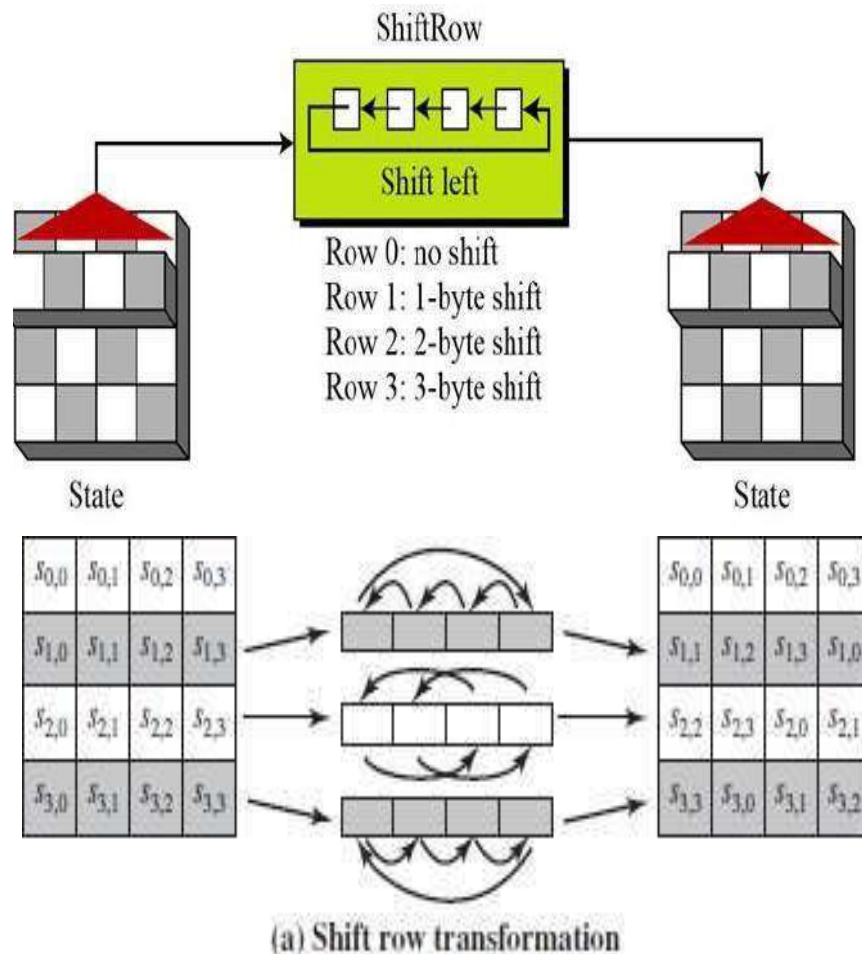 ShiftRow
Shift left
Row 0: no shift
Row 1: 1-byte shift
Row 2: 2-byte shift
Row 3: 3-byte shift
State State
s0,0 s0,1 s0,2 s0,3 s0,0 s0,1 s0,2 s0,3
s1,0 s1,1 s1,2 s1,3 s1,1 s1,2 s1,3 s1,0
s2,0 s2,1 s2,2 s2,3 s2,2 s2,3 s2,0 s2,1
s3,0 s3,1 s3,2 s3,3 s3,3 s3,0 s3,1 s3,2
(a) Shift row transformation